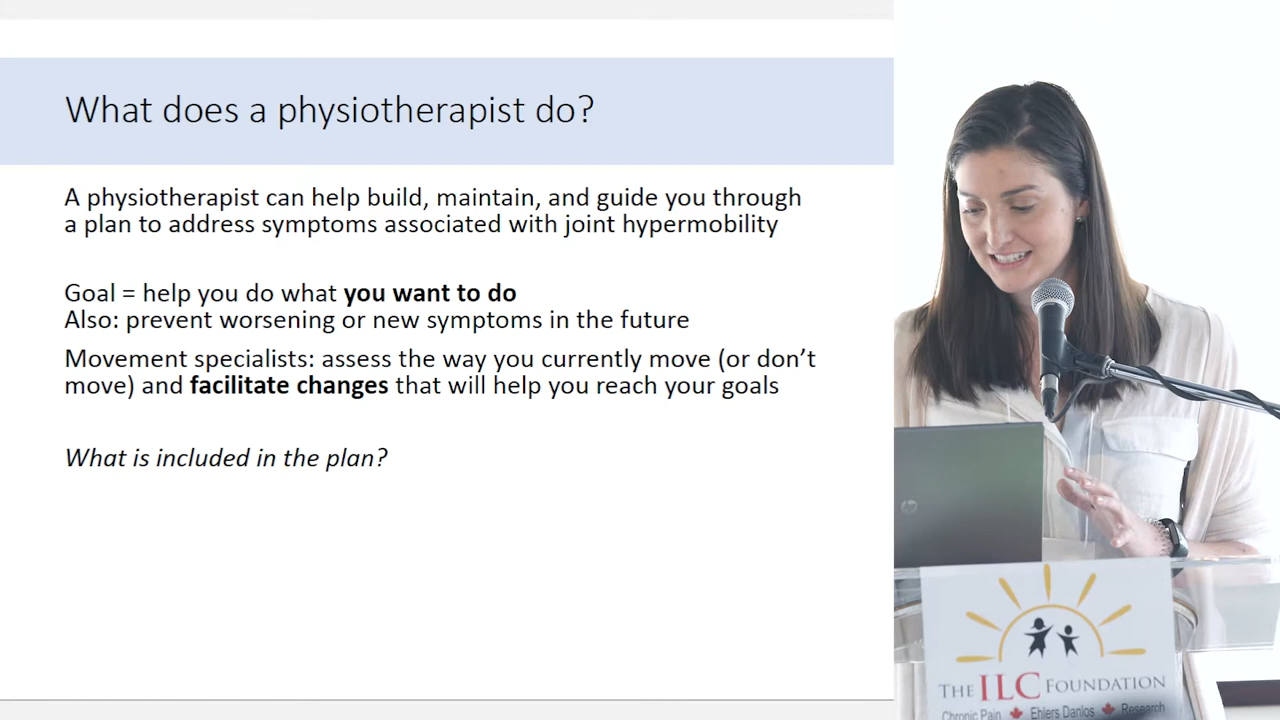 What does a physiotherapist do?
A physiotherapist can help build, maintain, and guide you through
a plan to address symptoms associated with joint hypermobility
Goal = help you do what you want to do
Also: prevent worsening or new symptoms in the future
Movement specialists: assess the way you currently move (or don't
move) and facilitate changes that will help you reach your goals
What is included in the plan?
hp
THE ILC FOUNDATION
Chronic Pain Ehlers Danlos Research